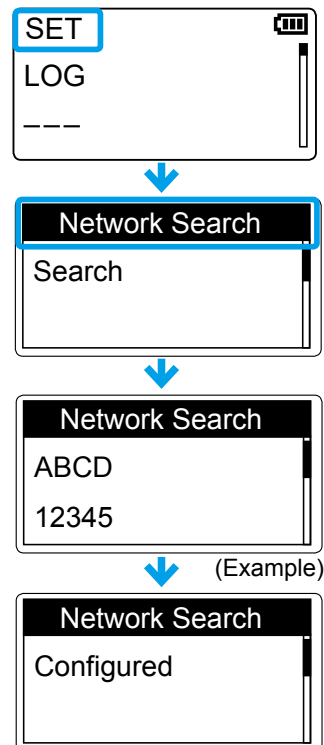 SET
LOG
---
Network Search
Search
Network Search
ABCD
12345
(Example)
Network Search
Configured